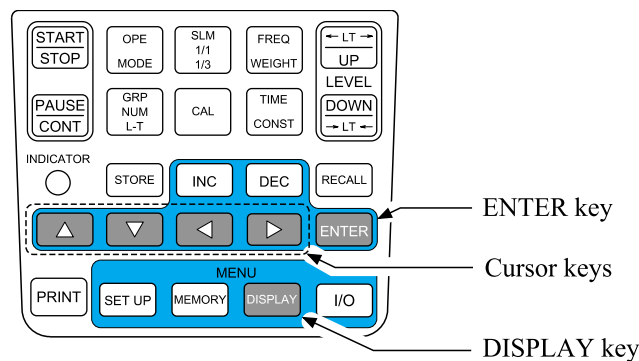 START
STOP
OPE
MODE
SLM
1/1
1/3
FREQ
WEIGHT
← LT →
UP
LEVEL
PAUSE
CONT
GRP
NUM
L-T
CAL
TIME
CONST
DOWN
→ LT ←
INDICATOR
STORE
INC
DEC
RECALL
ENTER
ENTER key
Cursor keys
MENU
PRINT
SET UP
MEMORY
DISPLAY
I/O
DISPLAY key